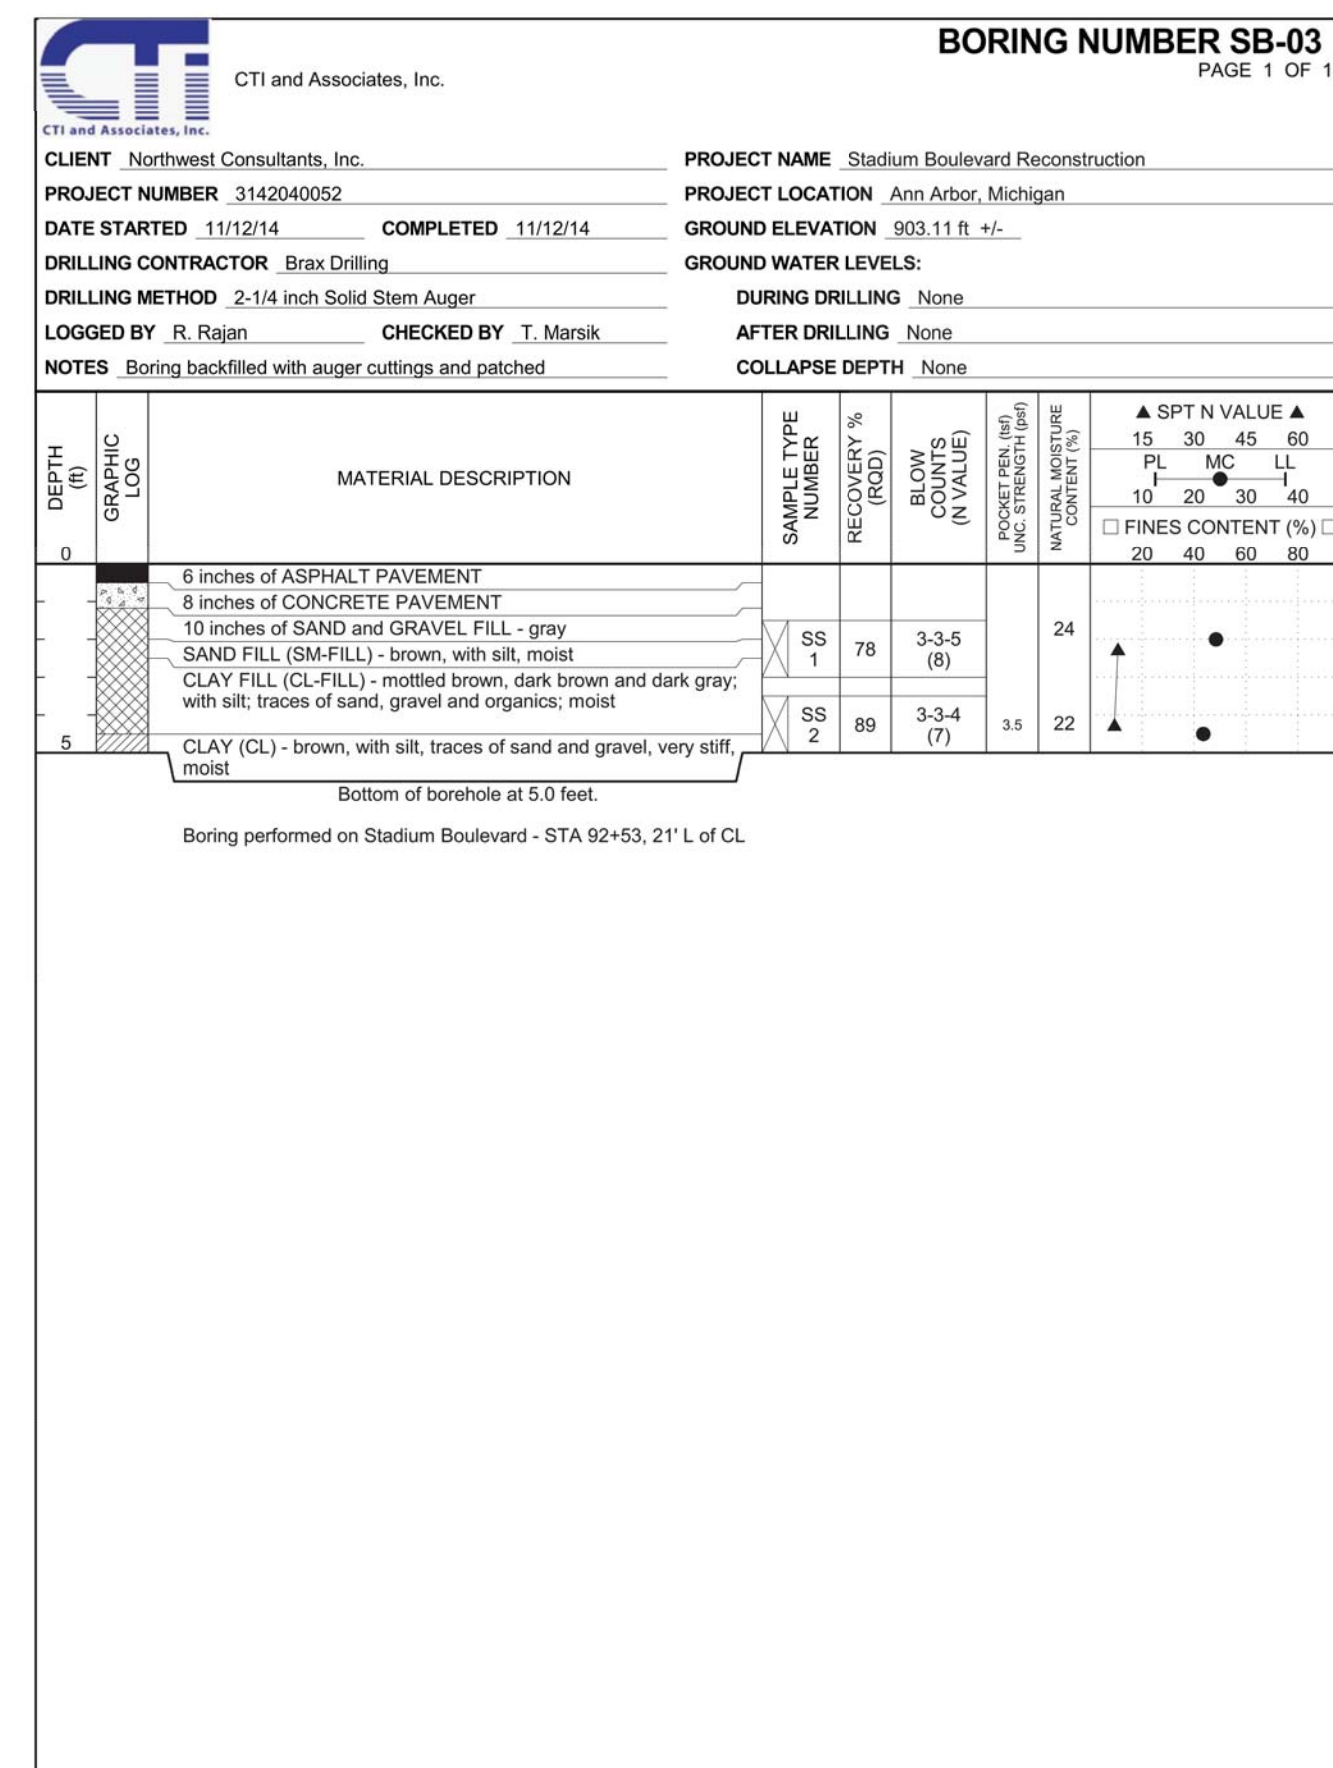 BORING NUMBER SB-03
PAGE 1 OF 1
CTI and Associates, Inc.
CTi
CTI and Associates, Inc.
CLIENT Northwest Consultants, Inc. PROJECT NAME Stadium Boulevard Reconstruction
PROJECT NUMBER 3142040052 PROJECT LOCATION Ann Arbor, Michigan
DATE STARTED 11/12/14 COMPLETED 11/12/14 GROUND ELEVATION 903.11 ft +/-
DRILLING CONTRACTOR Brax Drilling GROUND WATER LEVELS:
DRILLING METHOD 2-1/4 inch Solid Stem Auger DURING DRILLING None
LOGGED BY R. Rajan CHECKED BY T. Marsik AFTER DRILLING None
NOTES Boring backfilled with auger cuttings and patched COLLAPSE DEPTH None
DEPTH
(ft)
0
GRAPHIC
LOG
MATERIAL DESCRIPTION
SAMPLE TYPE
NUMBER
RECOVERY %
(RQD)
BLOW
COUNTS
(N VALUE)
POCKET PEN. (tsf)
UNC. STRENGTH (psf)
NATURAL MOISTURE
CONTENT (%)
▲ SPT N VALUE ▲
15 30 45 60
PL MC LL
10 20 30 40
□ FINES CONTENT (%) □
20 40 60 80
6 inches of ASPHALT PAVEMENT
8 inches of CONCRETE PAVEMENT
10 inches of SAND and GRAVEL FILL - gray
SAND FILL (SM-FILL) - brown, with silt, moist
SS
1
78
3-3-5
(8)
24
CLAY FILL (CL-FILL) - mottled brown, dark brown and dark gray;
with silt; traces of sand, gravel and organics; moist
SS
2
89
3-3-4
(7)
3.5
22
5
CLAY (CL) - brown, with silt, traces of sand and gravel, very stiff,
moist
Bottom of borehole at 5.0 feet.
Boring performed on Stadium Boulevard - STA 92+53, 21' L of CL